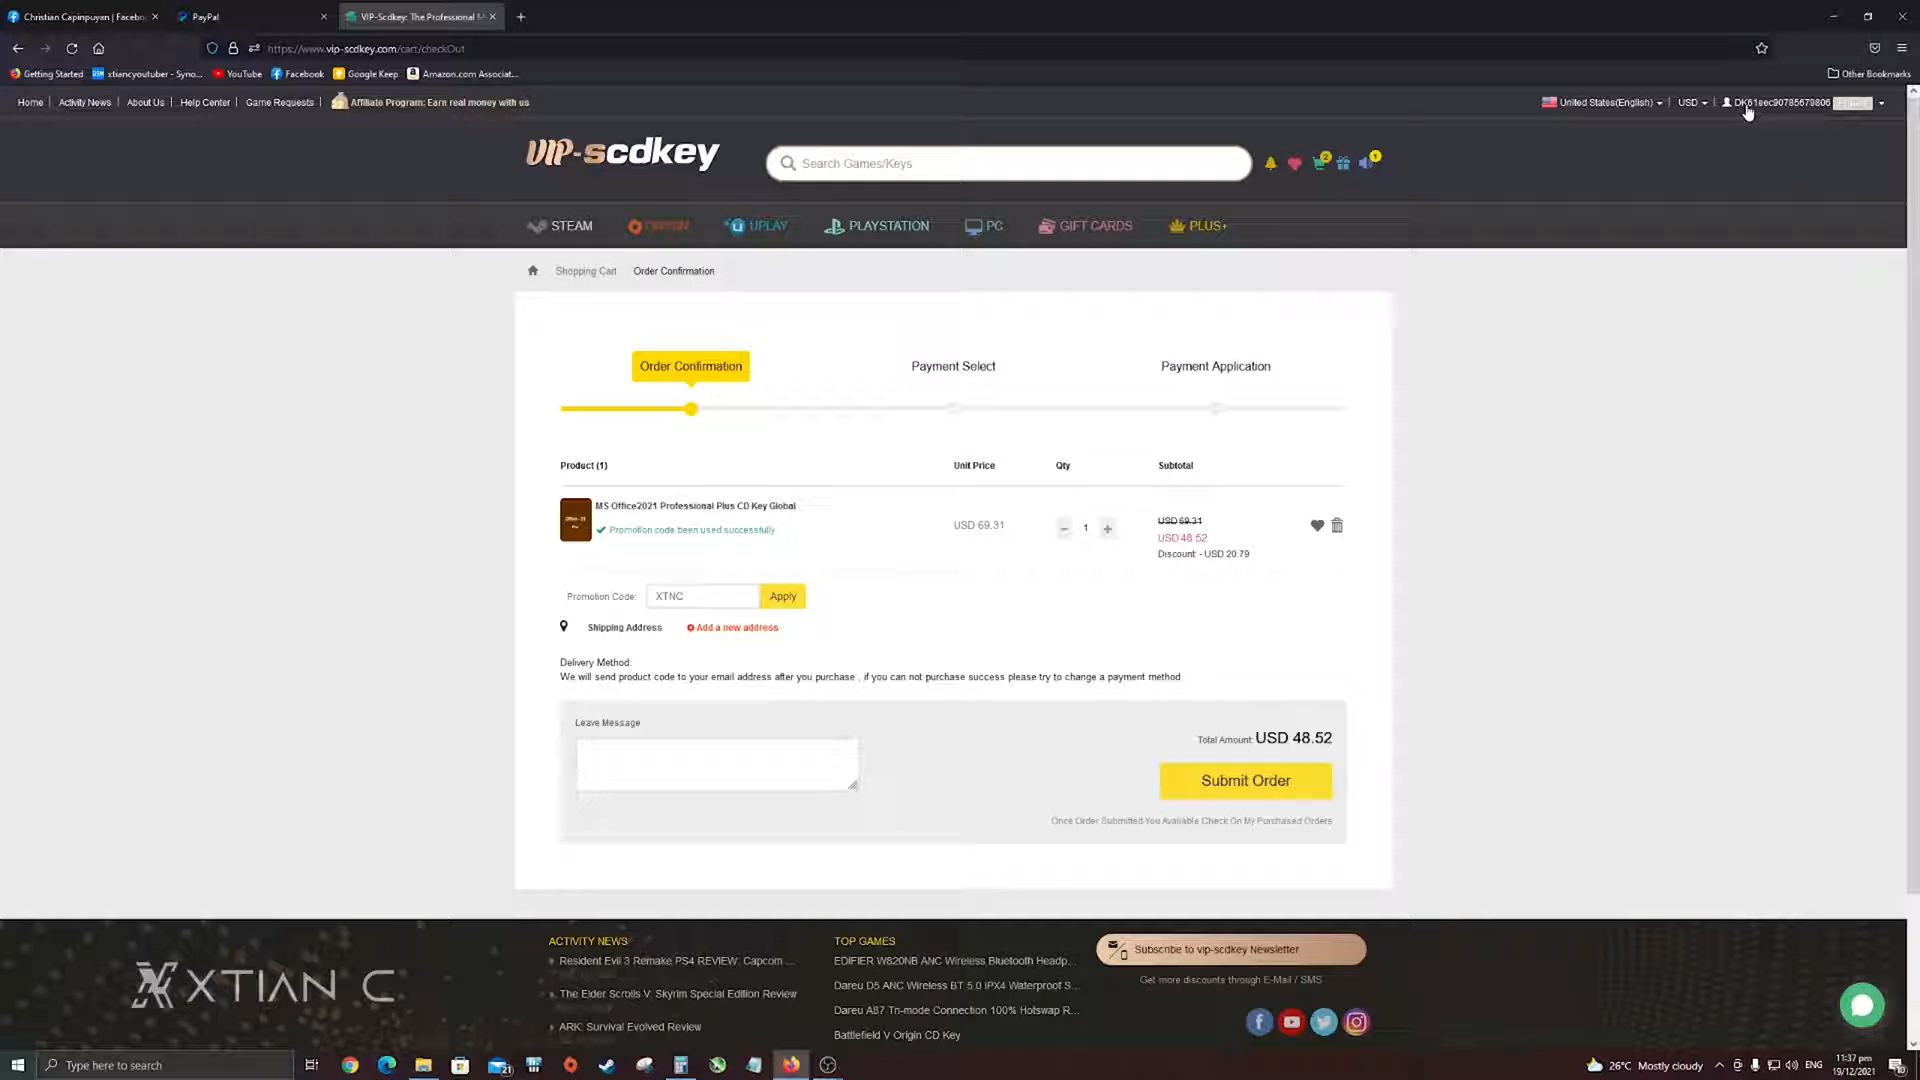 Christian Capinpuyan | Facebo
PayPal
VIP-Scdkey: The Professional M
https://www.vip-scdkey.com/cart/checkOut
Getting Started
xtiancyoutuber - Syno...
YouTube
Facebook
Google Keep
Amazon.com Associat...
Other Bookmarks
Home
Activity News
About Us
Help Center
Game Requests
Affiliate Program: Earn real money with us
United States(English)
USD
DK61eec90785679806
VIP-scdkey
Search Games/Keys
2
1
STEAM
ORIGIN
UPLAY
PLAYSTATION
PC
GIFT CARDS
PLUS+
Shopping Cart
Order Confirmation
Order Confirmation
Payment Select
Payment Application
Product (1)
Unit Price
Qty
Subtotal
MS Office2021 Professional Plus CD Key Global
Promotion code been used successfully
USD 69.31
− 1 +
USD 69.31
USD 48.52
Discount: - USD 20.79
Promotion Code: XTNC Apply
Shipping Address
Add a new address
Delivery Method:
We will send product code to your email address after you purchase , if you can not purchase success please try to change a payment method
Leave Message
Total Amount: USD 48.52
Submit Order
Once Order Submitted You Available Check On My Purchased Orders
ACTIVITY NEWS
Resident Evil 3 Remake PS4 REVIEW: Capcom ...
The Elder Scrolls V: Skyrim Special Edition Review
ARK: Survival Evolved Review
TOP GAMES
EDIFIER W820NB ANC Wireless Bluetooth Headp...
Dareu D5 ANC Wireless BT 5.0 IPX4 Waterproof S...
Dareu A87 Tri-mode Connection 100% Hotswap R...
Battlefield V Origin CD Key
Subscribe to vip-scdkey Newsletter
Get more discounts through E-Mail / SMS
XTIAN C
Type here to search
21
26°C Mostly cloudy
ENG
11:37 pm
19/12/2021